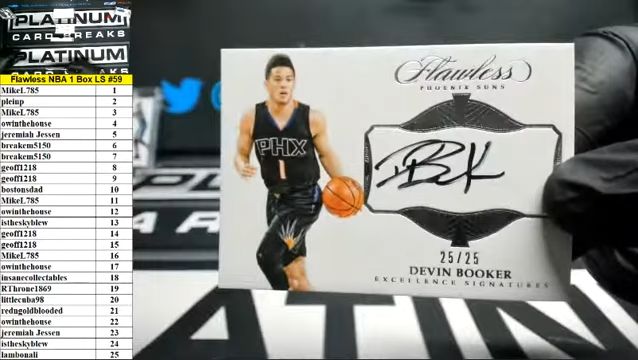 PLATINUM
CARD BREAKS
PLATINUM
CARD BREAKS
Flawless NBA 1 Box LS #59
MikeL785 1
pleinp 2
MikeL785 3
owinthehouse 4
jeremiah Jessen 5
breakem5150 6
breakem5150 7
geoff1218 8
geoff1218 9
bostonsdad 10
MikeL785 11
owinthehouse 12
istheskyblew 13
geoff1218 14
geoff1218 15
MikeL785 16
owinthehouse 17
insanecollectables 18
RThrone1869 19
littlecuba98 20
redngoldblooded 21
owinthehouse 22
jeremiah Jessen 23
istheskyblew 24
lambonali 25
Flawless
PHOENIX SUNS
PHX
1
25/25
DEVIN BOOKER
EXCELLENCE SIGNATURES